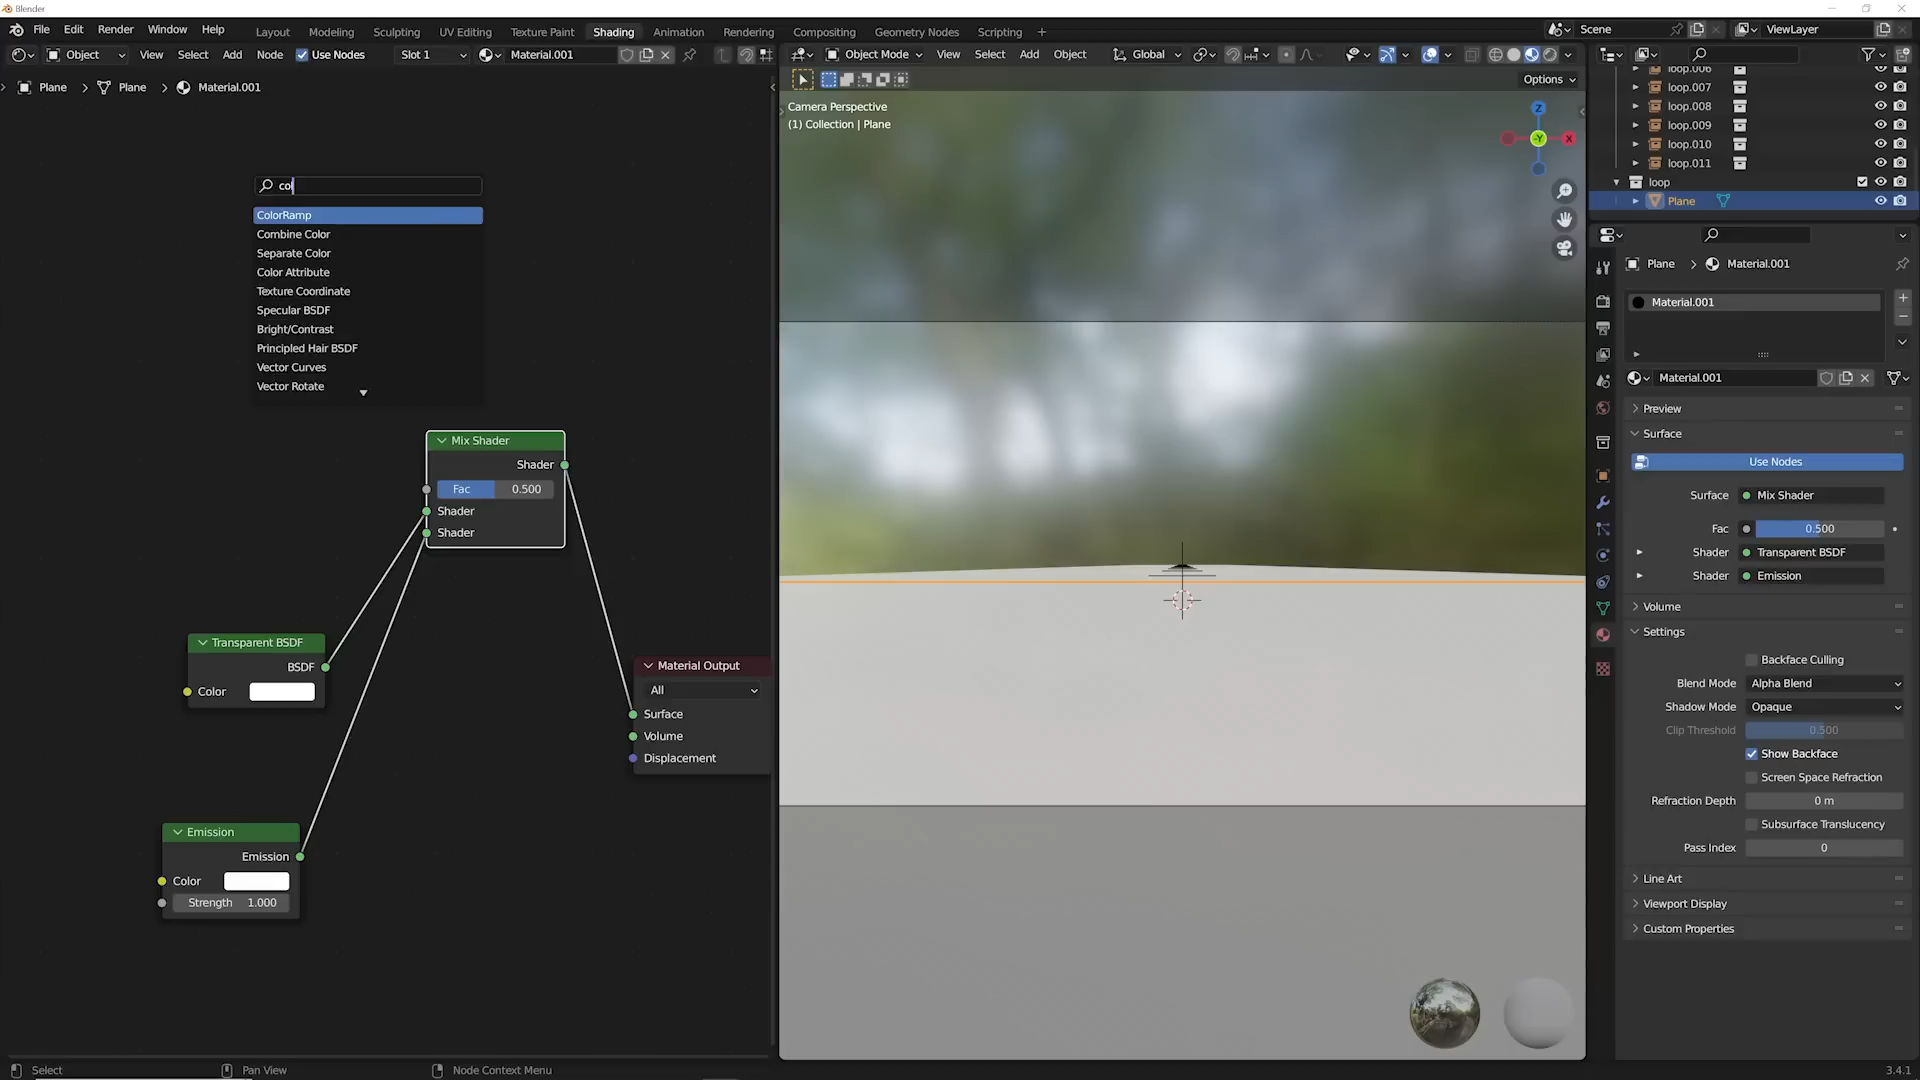 Blender
File Edit Render Window Help Layout Modeling Sculpting UV Editing Texture Paint Shading Animation Rendering Compositing Geometry Nodes Scripting + Scene ViewLayer
Object View Select Add Node Use Nodes Slot 1 Material.001 Object Mode View Select Add Object Global
Options
Plane > Plane > Material.001
Camera Perspective
(1) Collection | Plane
Z
Y
X
col
ColorRamp
Combine Color
Separate Color
Color Attribute
Texture Coordinate
Specular BSDF
Bright/Contrast
Principled Hair BSDF
Vector Curves
Vector Rotate
Mix Shader
Shader
Fac 0.500
Shader
Shader
Transparent BSDF
BSDF
Color
Material Output
All
Surface
Volume
Displacement
Emission
Emission
Color
Strength 1.000
loop.006
loop.007
loop.008
loop.009
loop.010
loop.011
loop
Plane
Plane > Material.001
Material.001
Material.001
Preview
Surface
Use Nodes
Surface Mix Shader
Fac 0.500
Shader Transparent BSDF
Shader Emission
Volume
Settings
Backface Culling
Blend Mode Alpha Blend
Shadow Mode Opaque
Clip Threshold 0.500
Show Backface
Screen Space Refraction
Refraction Depth 0 m
Subsurface Translucency
Pass Index 0
Line Art
Viewport Display
Custom Properties
Select Pan View Node Context Menu 3.4.1